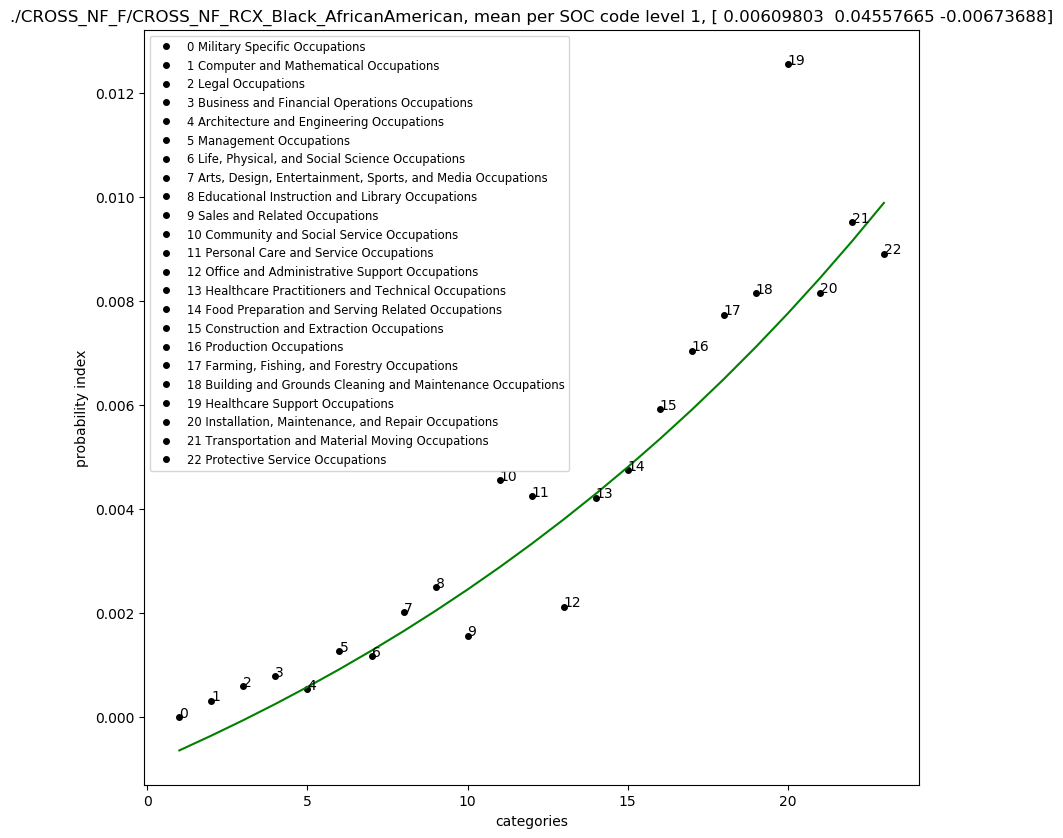 ./CROSS_NF_F/CROSS_NF_RCX_Black_AfricanAmerican, mean per SOC code level 1, [ 0.00609803  0.04557665 -0.00673688]
0 Military Specific Occupations
1 Computer and Mathematical Occupations
2 Legal Occupations
3 Business and Financial Operations Occupations
4 Architecture and Engineering Occupations
5 Management Occupations
6 Life, Physical, and Social Science Occupations
7 Arts, Design, Entertainment, Sports, and Media Occupations
8 Educational Instruction and Library Occupations
9 Sales and Related Occupations
10 Community and Social Service Occupations
11 Personal Care and Service Occupations
12 Office and Administrative Support Occupations
13 Healthcare Practitioners and Technical Occupations
14 Food Preparation and Serving Related Occupations
15 Construction and Extraction Occupations
16 Production Occupations
17 Farming, Fishing, and Forestry Occupations
18 Building and Grounds Cleaning and Maintenance Occupations
19 Healthcare Support Occupations
20 Installation, Maintenance, and Repair Occupations
21 Transportation and Material Moving Occupations
22 Protective Service Occupations
0.012
0.010
0.008
0.006
0.004
0.002
0.000
probability index
0
1
2
3
4
5
6
7
8
9
10
11
12
13
14
15
16
17
18
19
20
21
22
0
5
10
15
20
categories